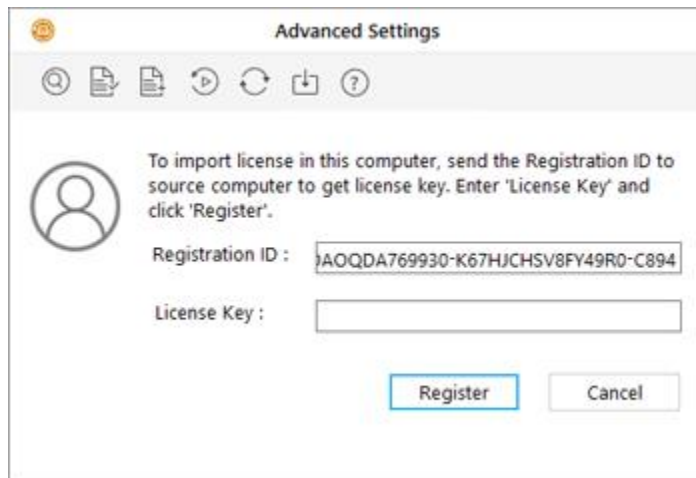 Advanced Settings
To import license in this computer, send the Registration ID to
source computer to get license key. Enter 'License Key' and
click 'Register'.
Registration ID : AOQDA769930-K67HJCHSV8FY49R0-C894
License Key :
Register Cancel